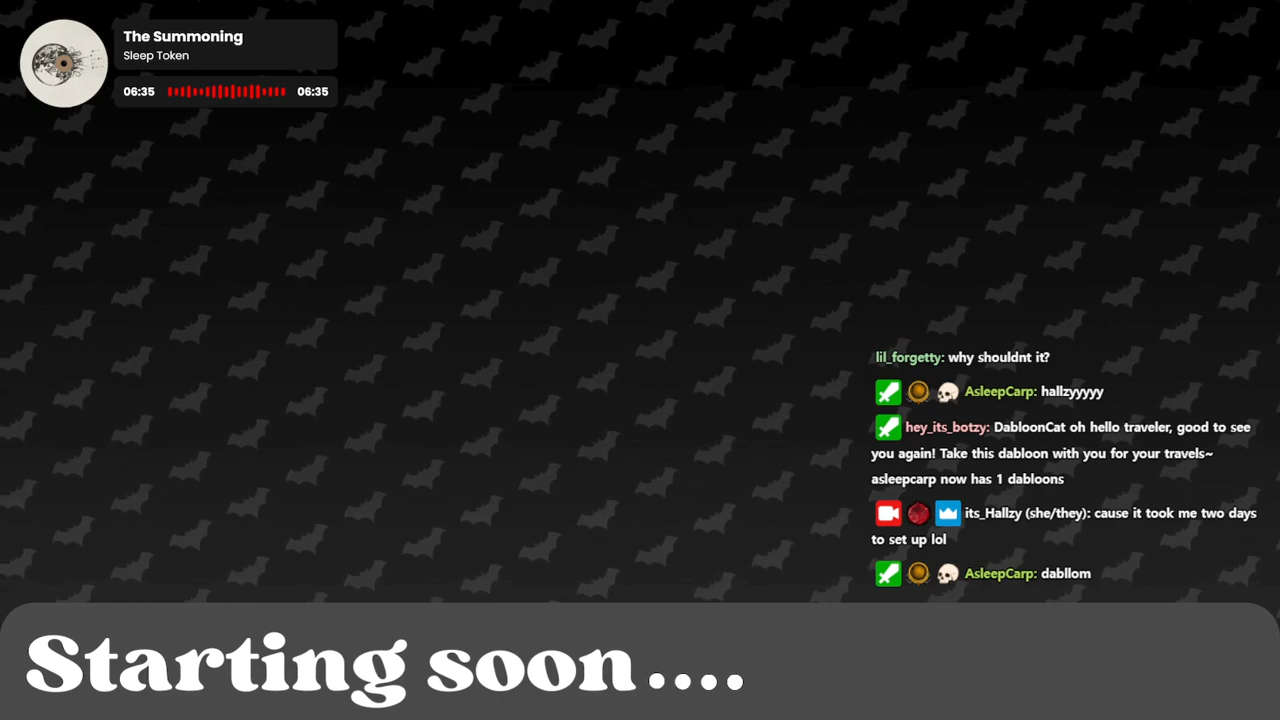 The Summoning
Sleep Token
06:35 06:35
lil_forgetty: why shouldnt it?
AsleepCarp: hallzyyyyy
hey_its_botzy: DabloonCat oh hello traveler, good to see
you again! Take this dabloon with you for your travels~
asleepcarp now has 1 dabloons
its_Hallzy (she/they): cause it took me two days
to set up lol
AsleepCarp: dabllom
Starting soon....